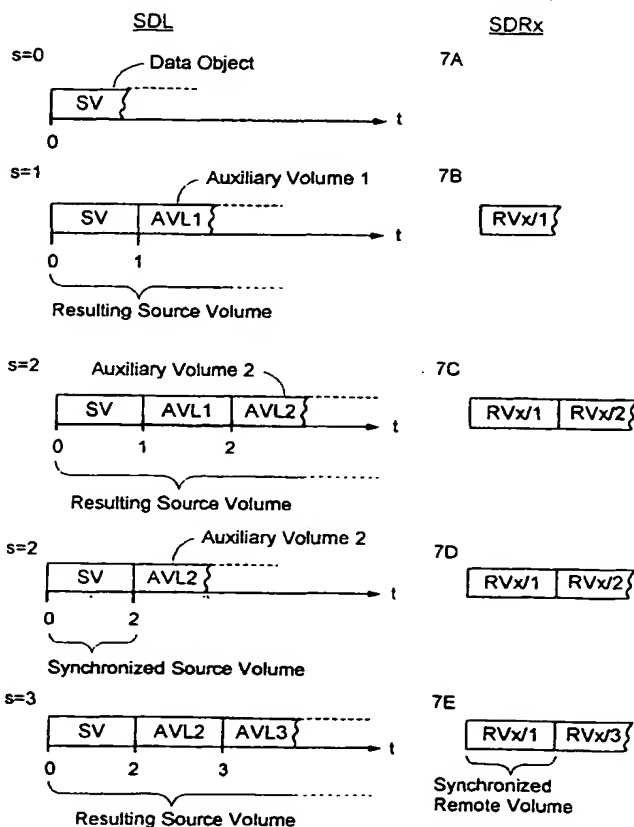 SDL SDRx
s=0 Data Object 7A
SV
t
0
s=1 Auxiliary Volume 1 7B
SV AVL1 RVx/1
t
0 1
Resulting Source Volume
s=2 Auxiliary Volume 2 7C
SV AVL1 AVL2 RVx/1 RVx/2
t
0 1 2
Resulting Source Volume
s=2 Auxiliary Volume 2 7D
SV AVL2 RVx/1 RVx/2
t
0 2
Synchronized Source Volume
s=3 7E
SV AVL2 AVL3 RVx/1 RVx/3
t
0 2 3
Synchronized
Remote Volume
Resulting Source Volume